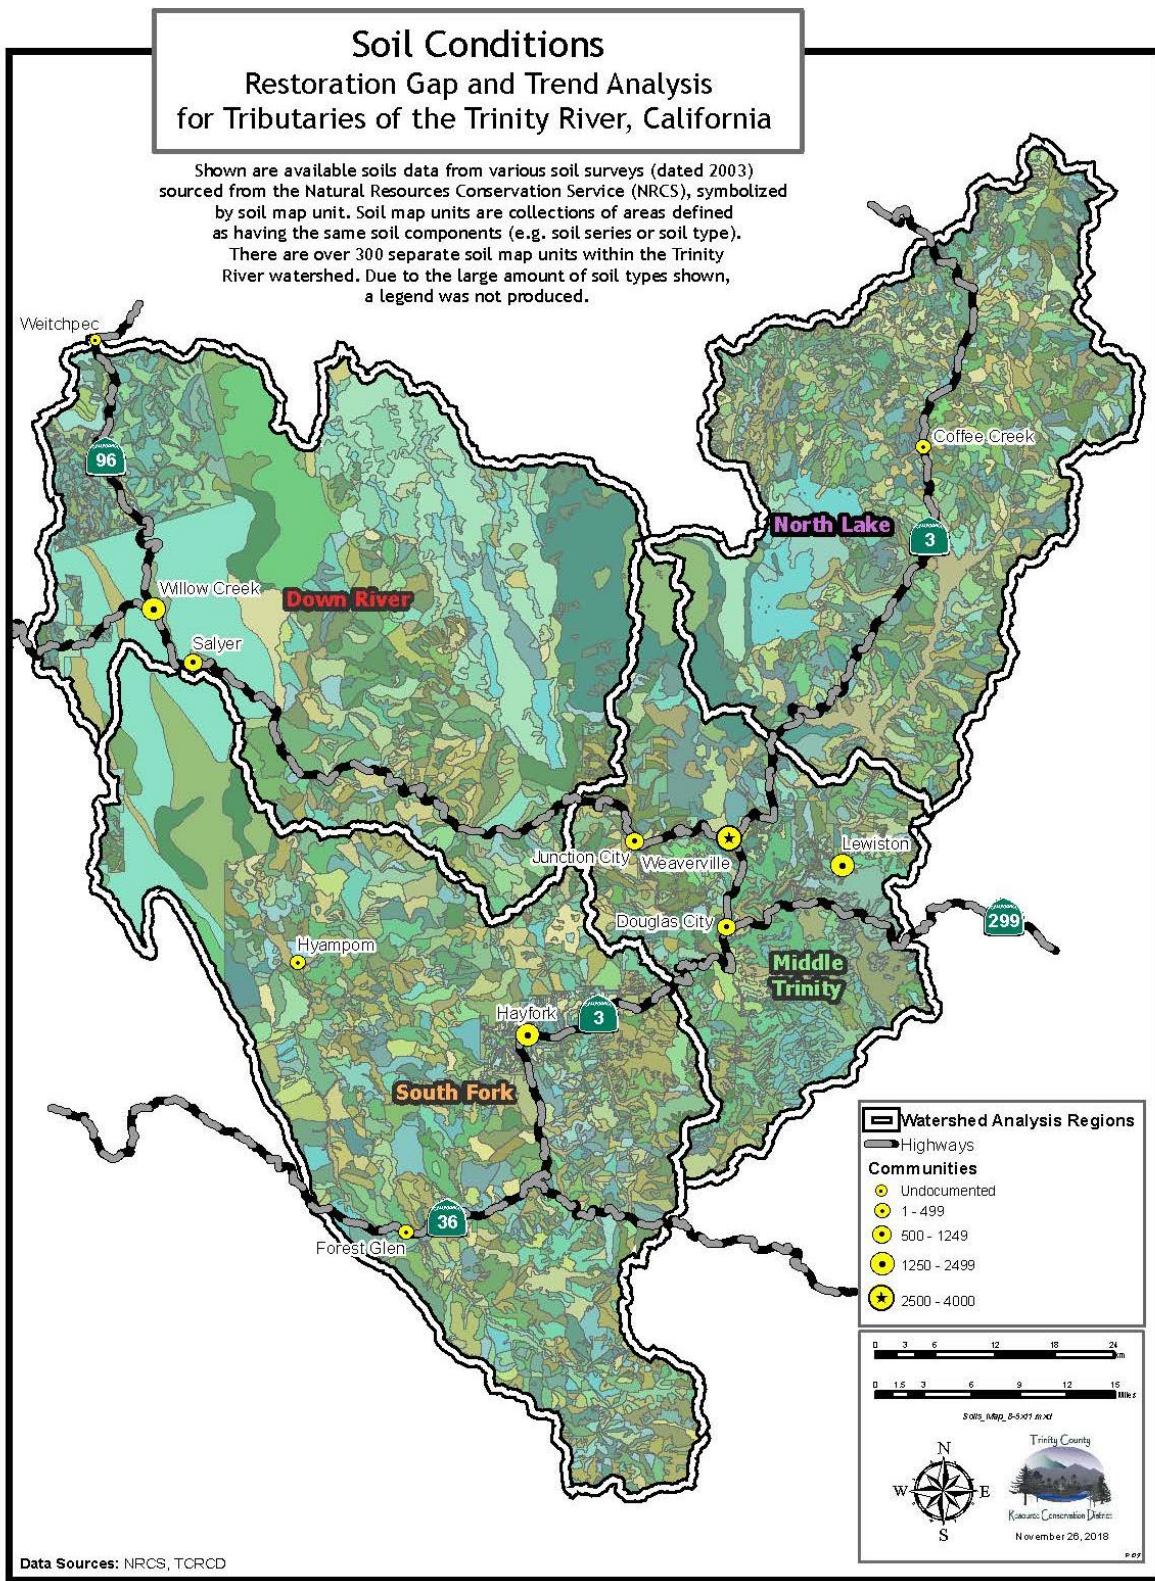 Soil Conditions
Restoration Gap and Trend Analysis
for Tributaries of the Trinity River, California
Shown are available soils data from various soil surveys (dated 2003)
sourced from the Natural Resources Conservation Service (NRCS), symbolized
by soil map unit. Soil map units are collections of areas defined
as having the same soil components (e.g. soil series or soil type).
There are over 300 separate soil map units within the Trinity
River watershed. Due to the large amount of soil types shown,
a legend was not produced.
Weitchpec
96
Coffee Creek
North Lake
3
Willow Creek
Down River
Salyer
Junction City
Weaverville
Lewiston
Douglas City
299
Hyampom
Middle
Trinity
Hayfork
3
South Fork
36
Forest Glen
Watershed Analysis Regions
Highways
Communities
Undocumented
1 - 499
500 - 1249
1250 - 2499
2500 - 4000
0 3 6 12 18 24
km
0 1.5 3 6 9 12 15
Miles
Soils_Map_8-5x11.mxd
N
W E
S
Trinity County
Resource Conservation District
November 26, 2018
Data Sources: NRCS, TCRCD